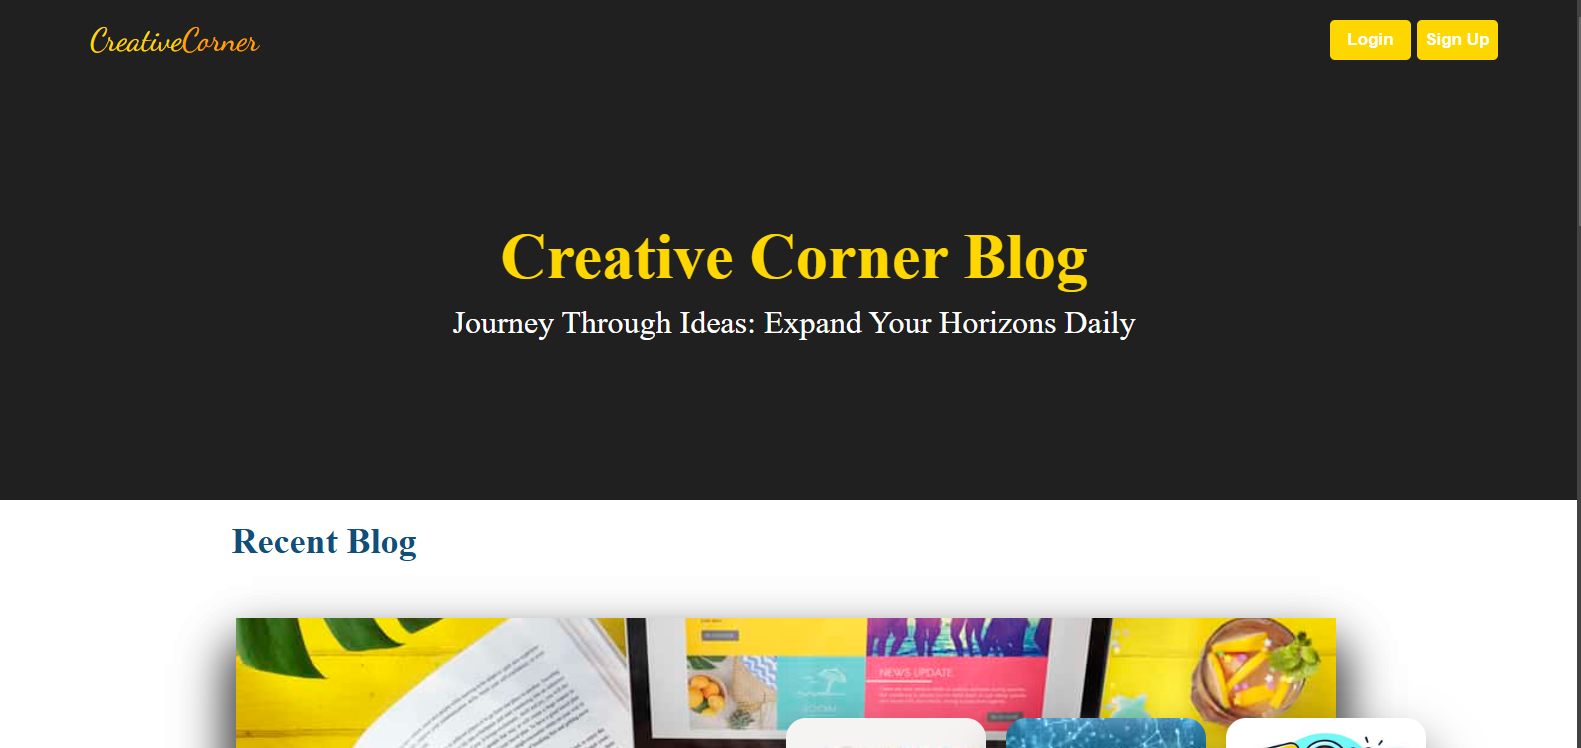 CreativeCorner
Login
Sign Up
Creative Corner Blog
Journey Through Ideas: Expand Your Horizons Daily
Recent Blog
NEWS UPDATE